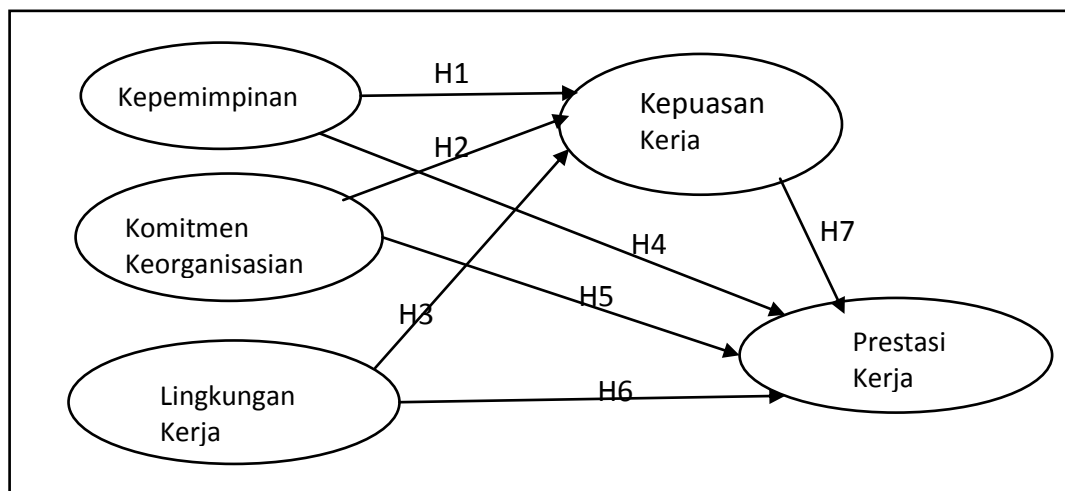 Kepemimpinan
H1
Kepuasan
Kerja
H2
Komitmen
Keorganisasian
H4
H7
H5
H3
Prestasi
Kerja
Lingkungan
Kerja
H6